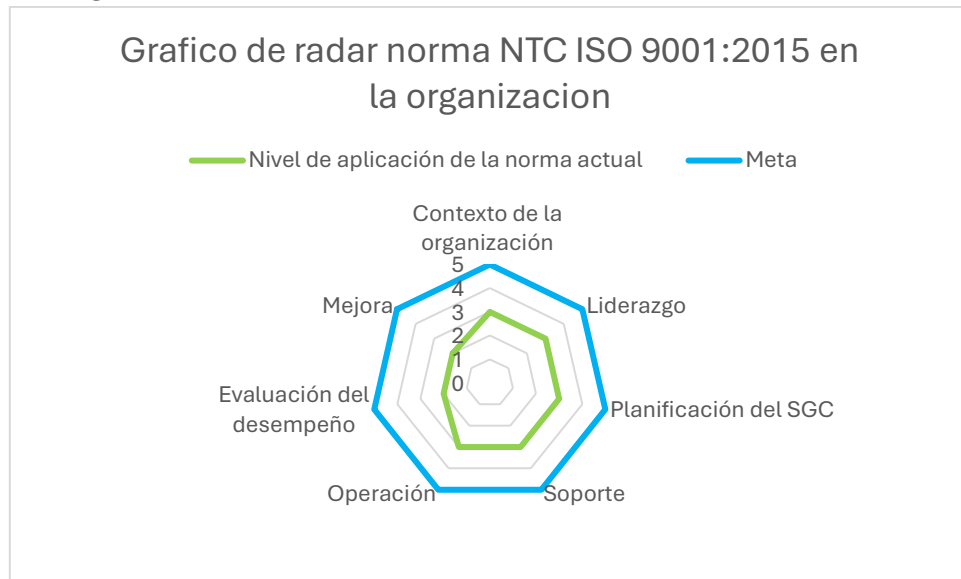 Grafico de radar norma NTC ISO 9001:2015 en
la organizacion
Nivel de aplicación de la norma actual
Meta
Contexto de la
organización
5
4
3
2
1
0
Mejora
Liderazgo
Evaluación del
desempeño
Planificación del SGC
Operación
Soporte